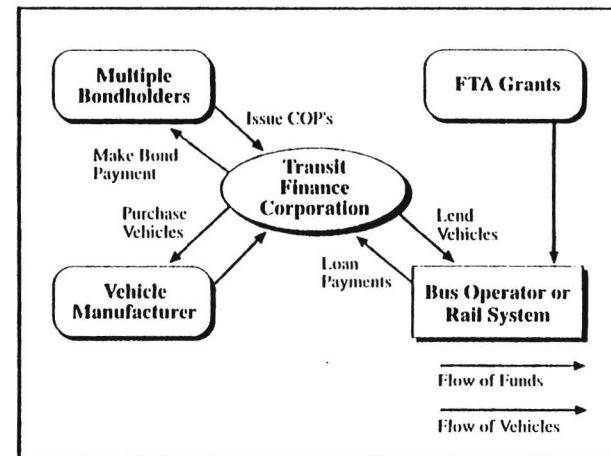 Multiple
Bondholders
FTA Grants
Issue COP's
Make Bond
Payment
Transit
Finance
Corporation
Purchase
Vehicles
Lend
Vehicles
Loan
Payments
Vehicle
Manufacturer
Bus Operator or
Rail System
Flow of Funds
Flow of Vehicles